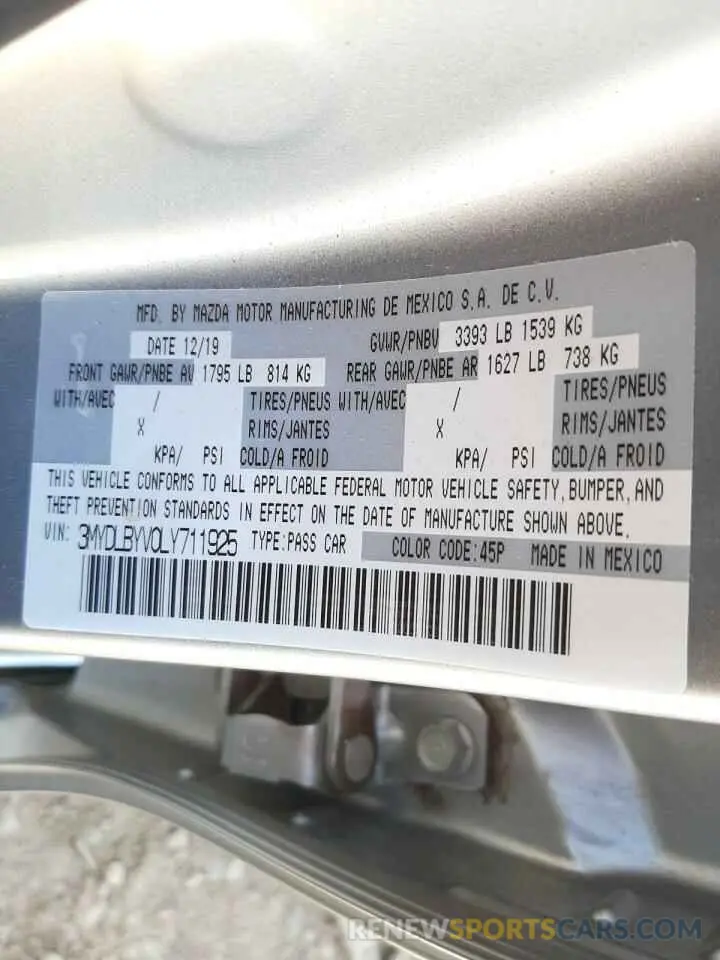 MFD. BY MAZDA MOTOR MANUFACTURING DE MEXICO S.A. DE C.V.
DATE 12/19 GVWR/PNBV 3393 LB 1539 KG
FRONT GAWR/PNBE AV 1795 LB 814 KG REAR GAWR/PNBE AR 1627 LB 738 KG
WITH/AVEC / TIRES/PNEUS WITH/AVEC / TIRES/PNEUS
X RIMS/JANTES X RIMS/JANTES
KPA/ PSI COLD/A FROID KPA/ PSI COLD/A FROID
THIS VEHICLE CONFORMS TO ALL APPLICABLE FEDERAL MOTOR VEHICLE SAFETY, BUMPER, AND
THEFT PREVENTION STANDARDS IN EFFECT ON THE DATE OF MANUFACTURE SHOWN ABOVE.
VIN: 3MYDLBYV0LY711925 TYPE:PASS CAR COLOR CODE:45P MADE IN MEXICO
RENEWSPORTSCARS.COM